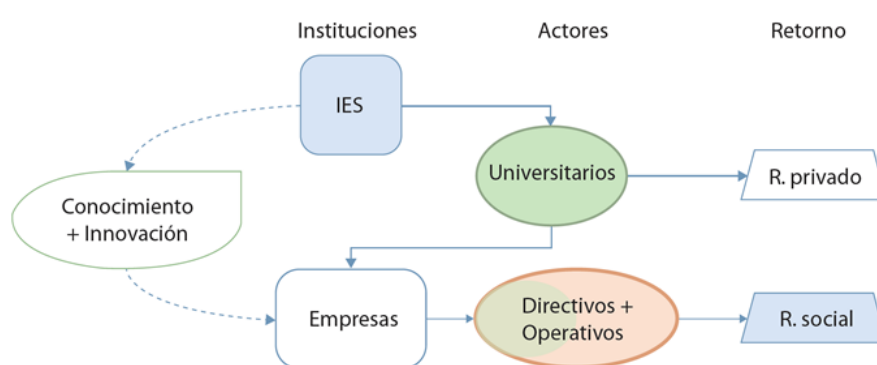 Instituciones
Actores
Retorno
IES
Universitarios
R. privado
Conocimiento
+ Innovación
Empresas
Directivos +
Operativos
R. social